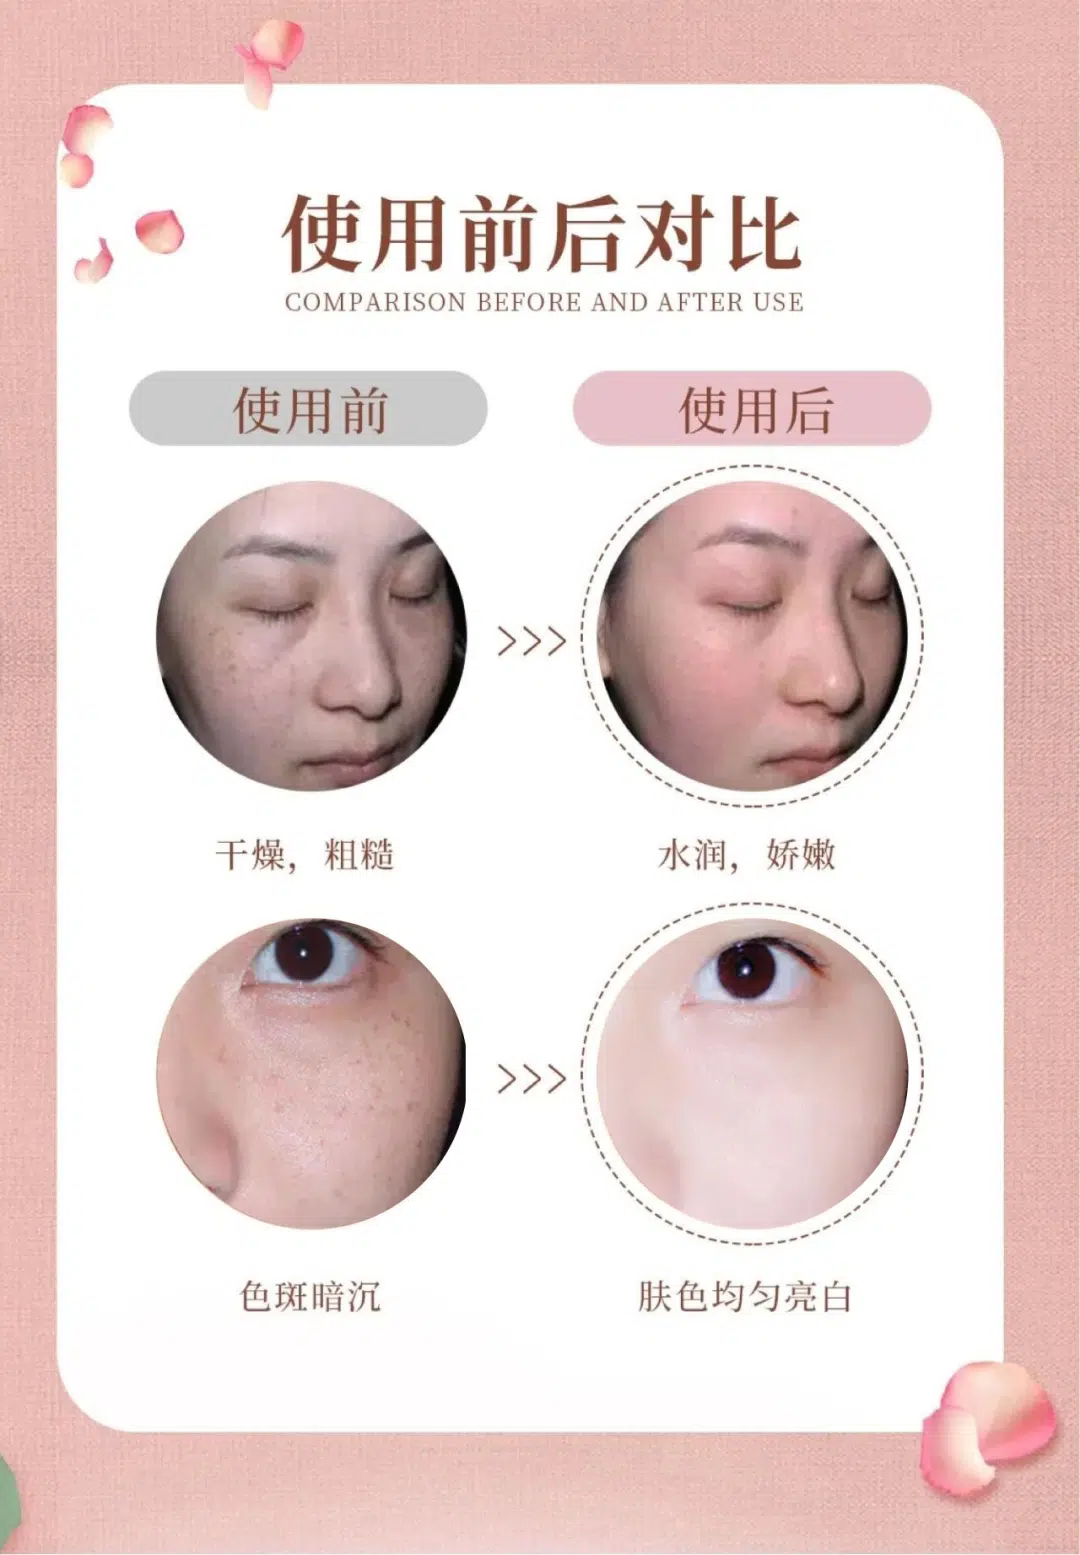 使用前后对比
COMPARISON BEFORE AND AFTER USE
使用前
使用后
>>>
干燥，粗糙
水润，娇嫩
>>>
色斑暗沉
肤色均匀亮白